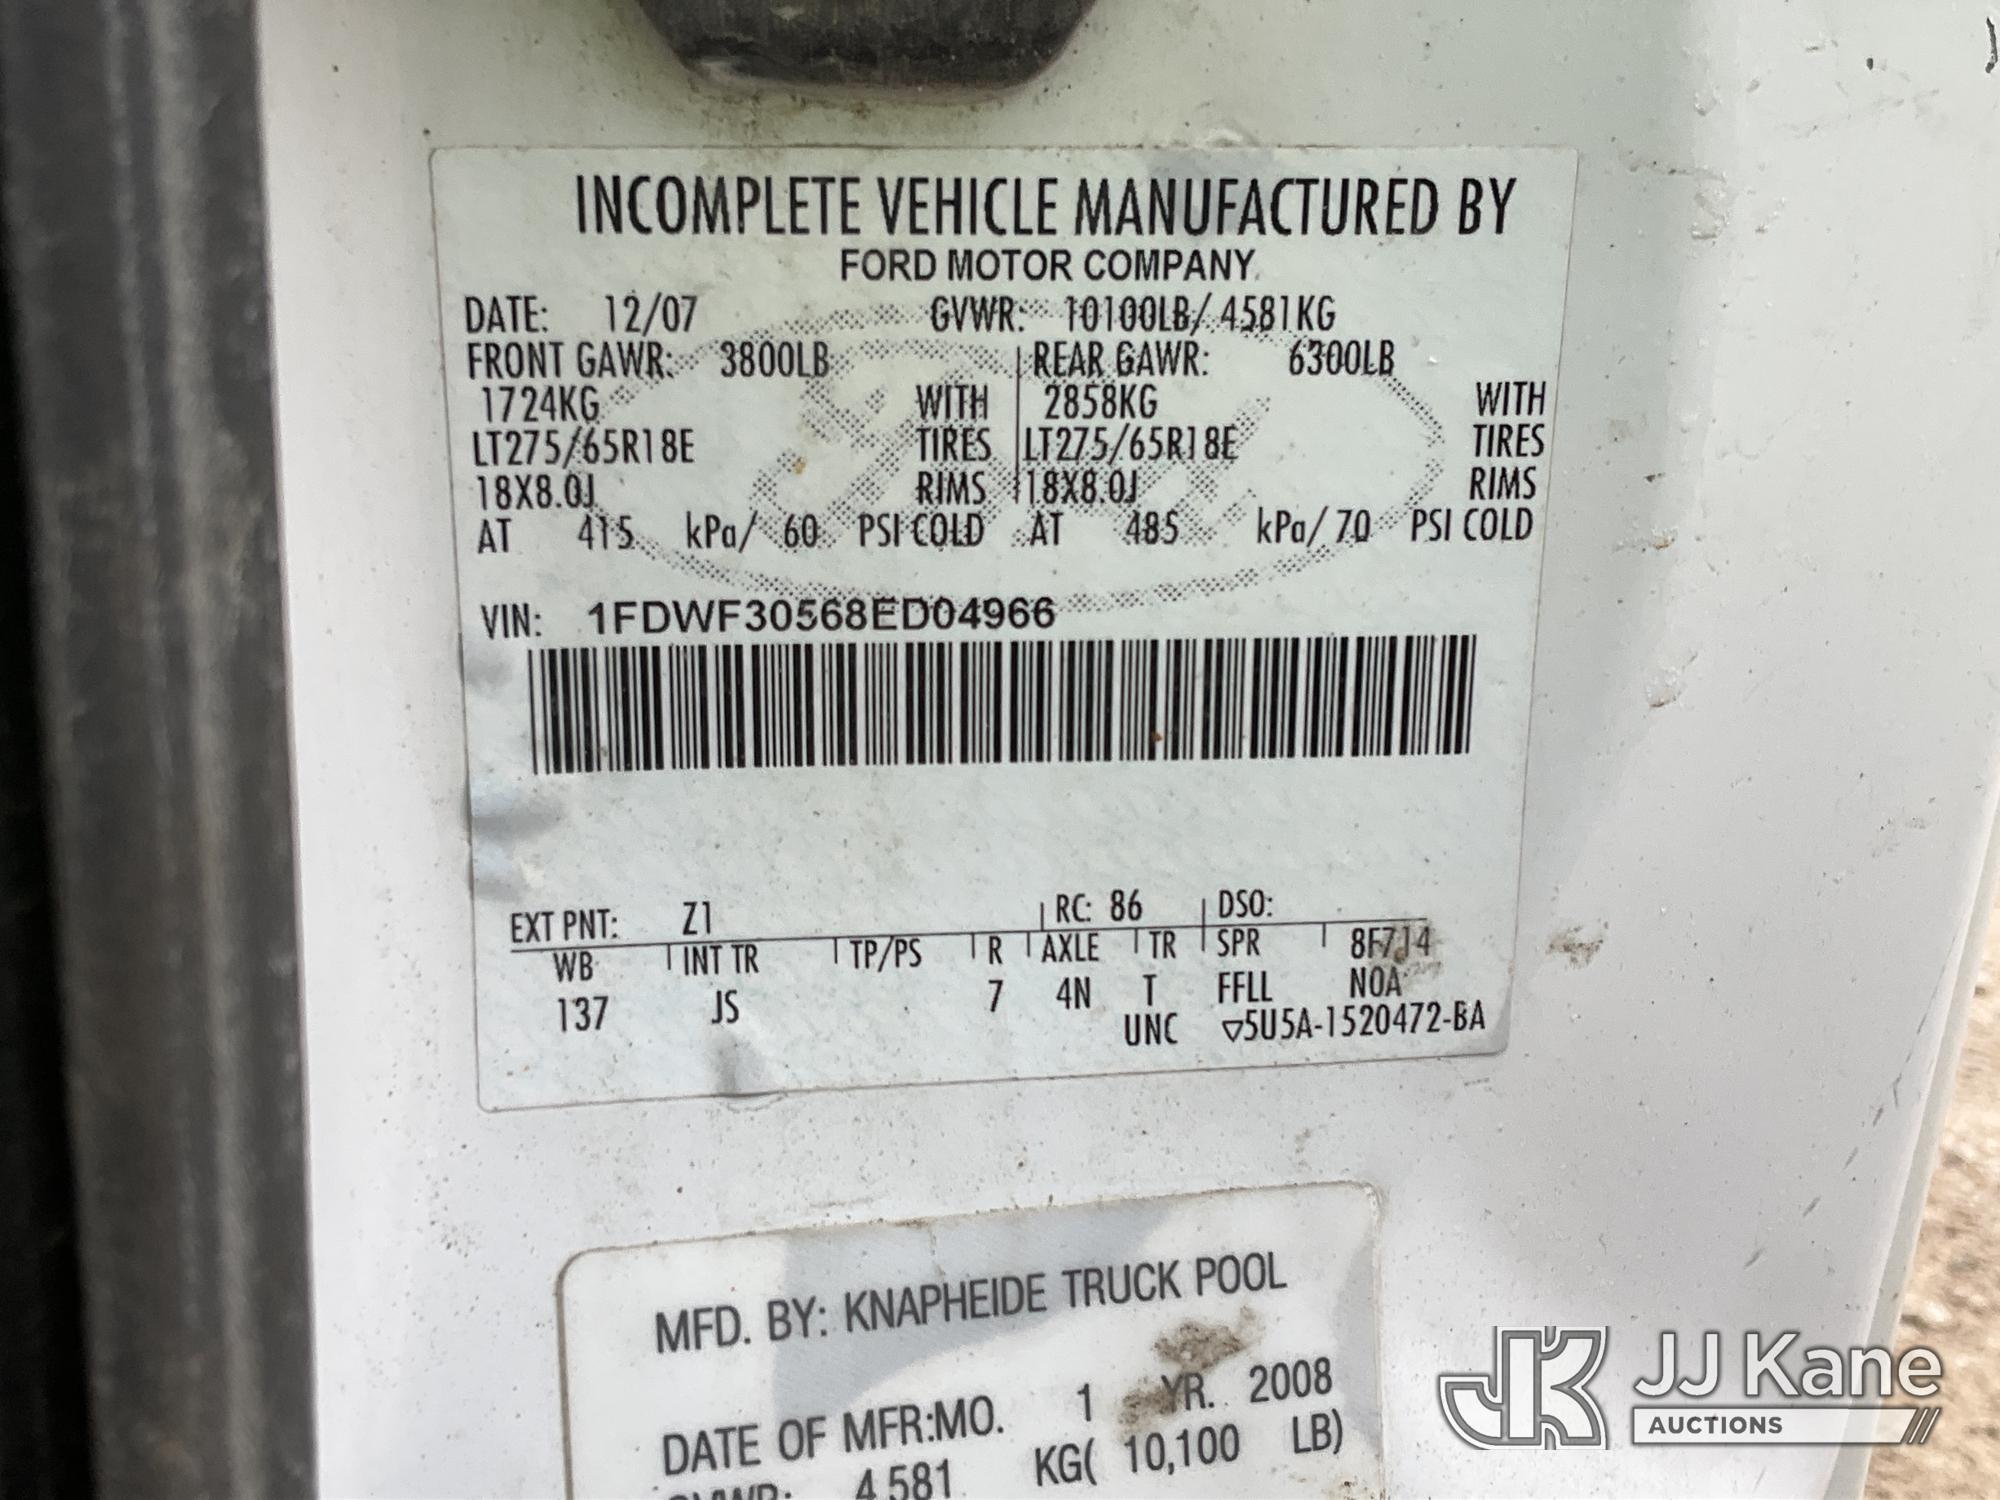 INCOMPLETE VEHICLE MANUFACTURED BY
FORD MOTOR COMPANY
DATE: 12/07 GVWR: 10100LB/ 4581KG
FRONT GAWR: 3800LB REAR GAWR: 6300LB
1724KG WITH 2858KG WITH
LT275/65R18E TIRES LT275/65R18E TIRES
18X8.0J RIMS 18X8.0J RIMS
AT 415 kPa/ 60 PSI COLD AT 485 kPa/ 70 PSI COLD
VIN: 1FDWF30568ED04966
EXT PNT: Z1 RC: 86 DSO:
WB INT TR TP/PS R AXLE TR SPR 8F714
137 JS 7 4N T FFLL NOA
UNC ▽5U5A-1520472-BA
MFD. BY: KNAPHEIDE TRUCK POOL
DATE OF MFR:MO. 1 YR. 2008
GVWR: 4,581 KG( 10,100 LB)
JK JJ Kane
AUCTIONS